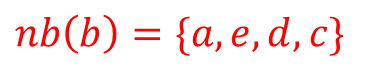 nb(b) = {a, e, d, c}